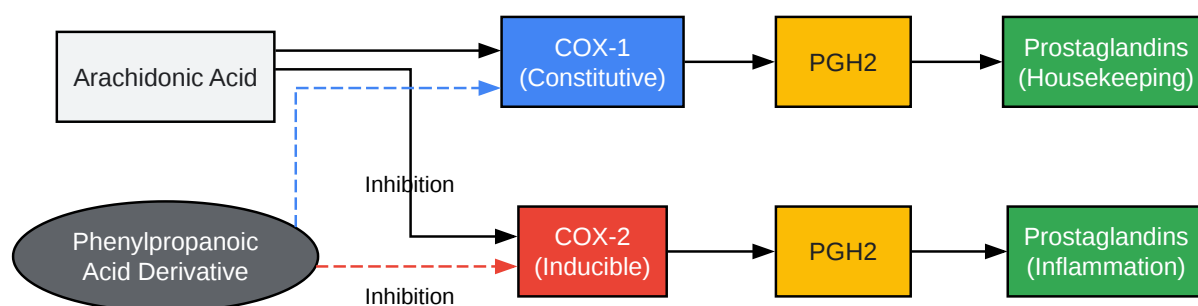 Arachidonic Acid
COX-1
(Constitutive)
PGH2
Prostaglandins
(Housekeeping)
Inhibition
Phenylpropanoic
Acid Derivative
COX-2
(Inducible)
PGH2
Prostaglandins
(Inflammation)
Inhibition